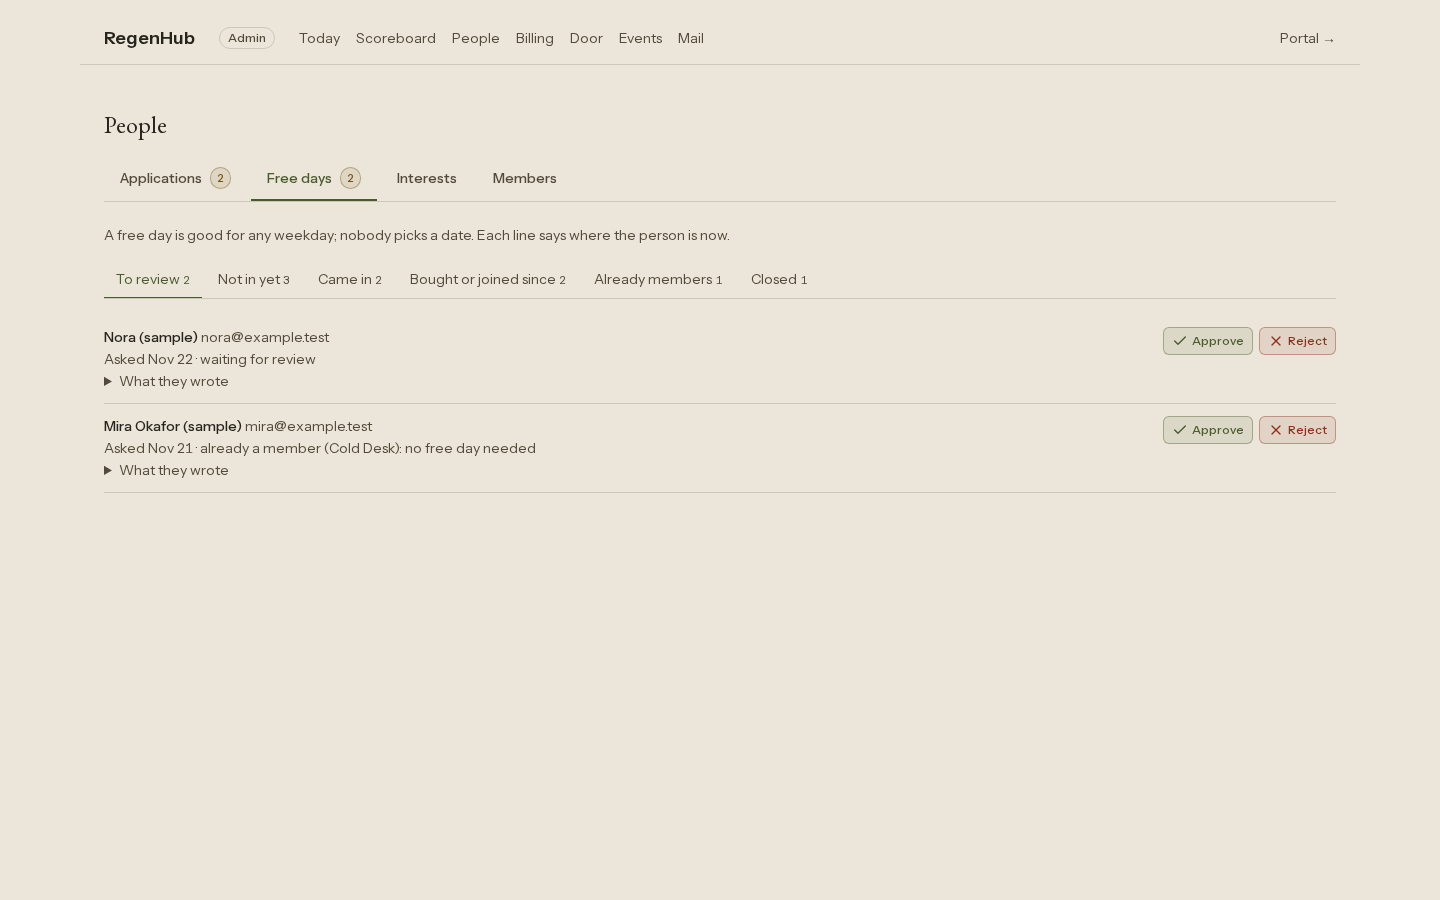 RegenHub Admin Today Scoreboard People Billing Door Events Mail Portal →
People
Applications 2 Free days 2 Interests Members
A free day is good for any weekday; nobody picks a date. Each line says where the person is now.
To review 2 Not in yet 3 Came in 2 Bought or joined since 2 Already members 1 Closed 1
Nora (sample) nora@example.test Approve Reject
Asked Nov 22 · waiting for review
What they wrote
Mira Okafor (sample) mira@example.test Approve Reject
Asked Nov 21 · already a member (Cold Desk): no free day needed
What they wrote